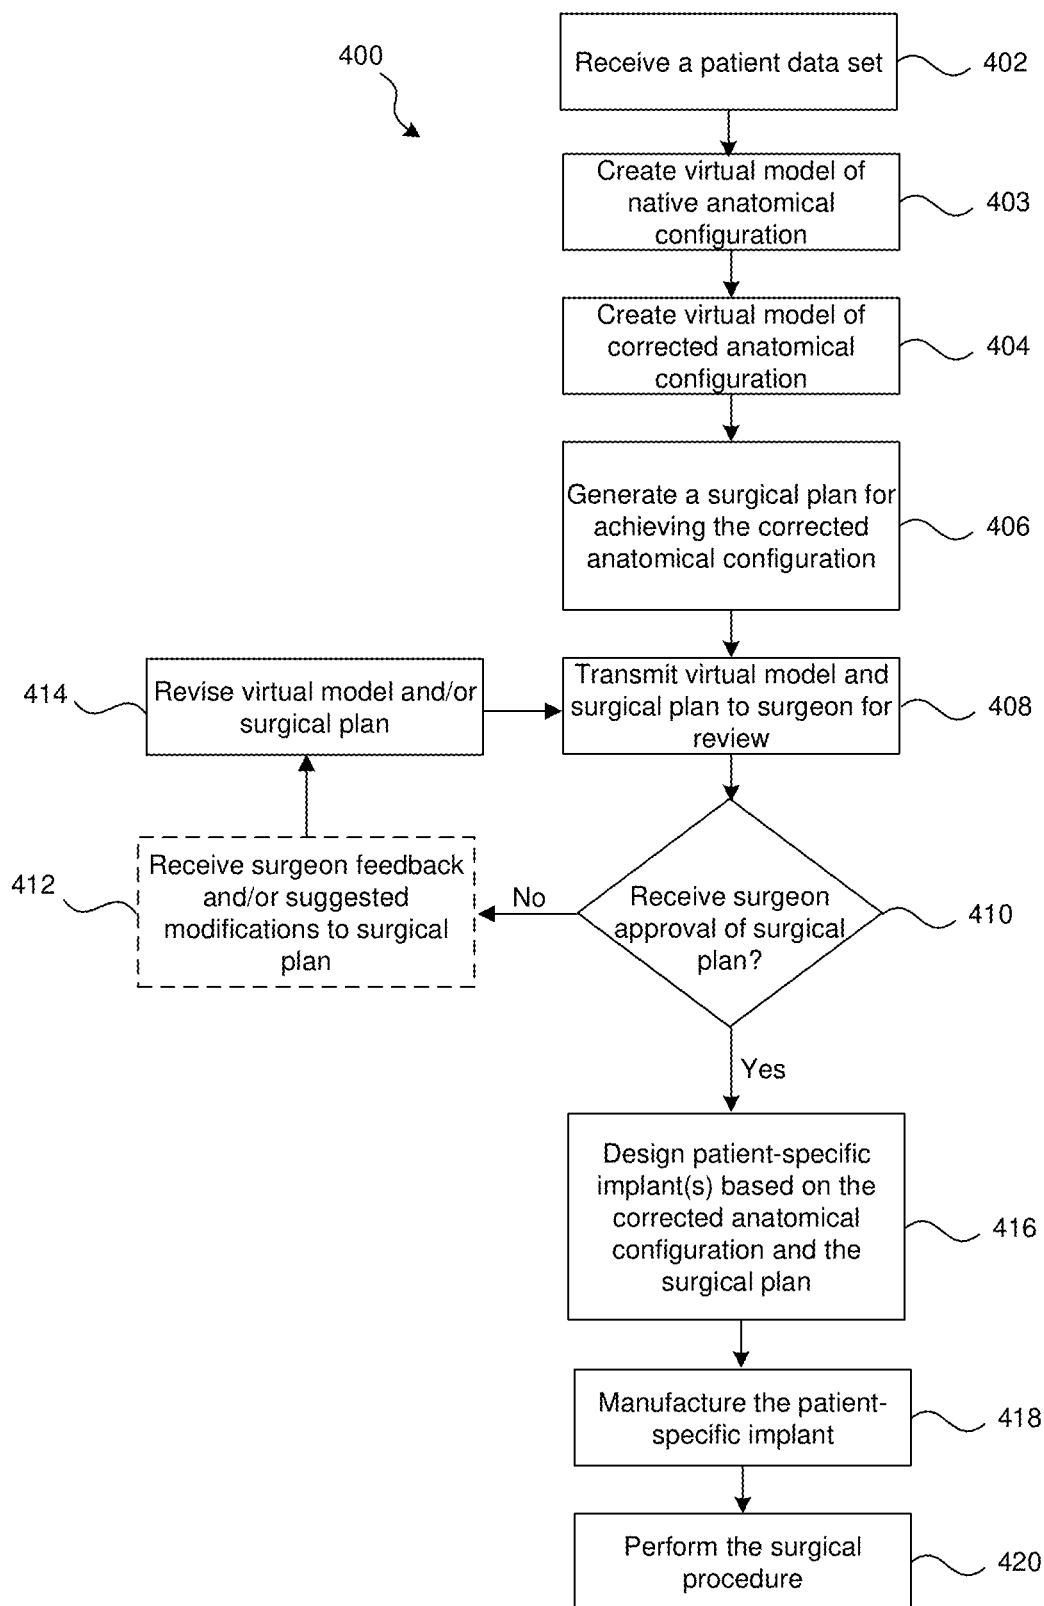 400
Receive a patient data set
402
Create virtual model of
native anatomical
configuration
403
Create virtual model of
corrected anatomical
configuration
404
Generate a surgical plan for
achieving the corrected
anatomical configuration
406
Transmit virtual model and
surgical plan to surgeon for
review
408
Revise virtual model and/or
surgical plan
414
Receive surgeon
approval of surgical
plan?
410
No
Receive surgeon feedback
and/or suggested
modifications to surgical
plan
412
Yes
Design patient-specific
implant(s) based on the
corrected anatomical
configuration and the
surgical plan
416
Manufacture the patient-
specific implant
418
Perform the surgical
procedure
420